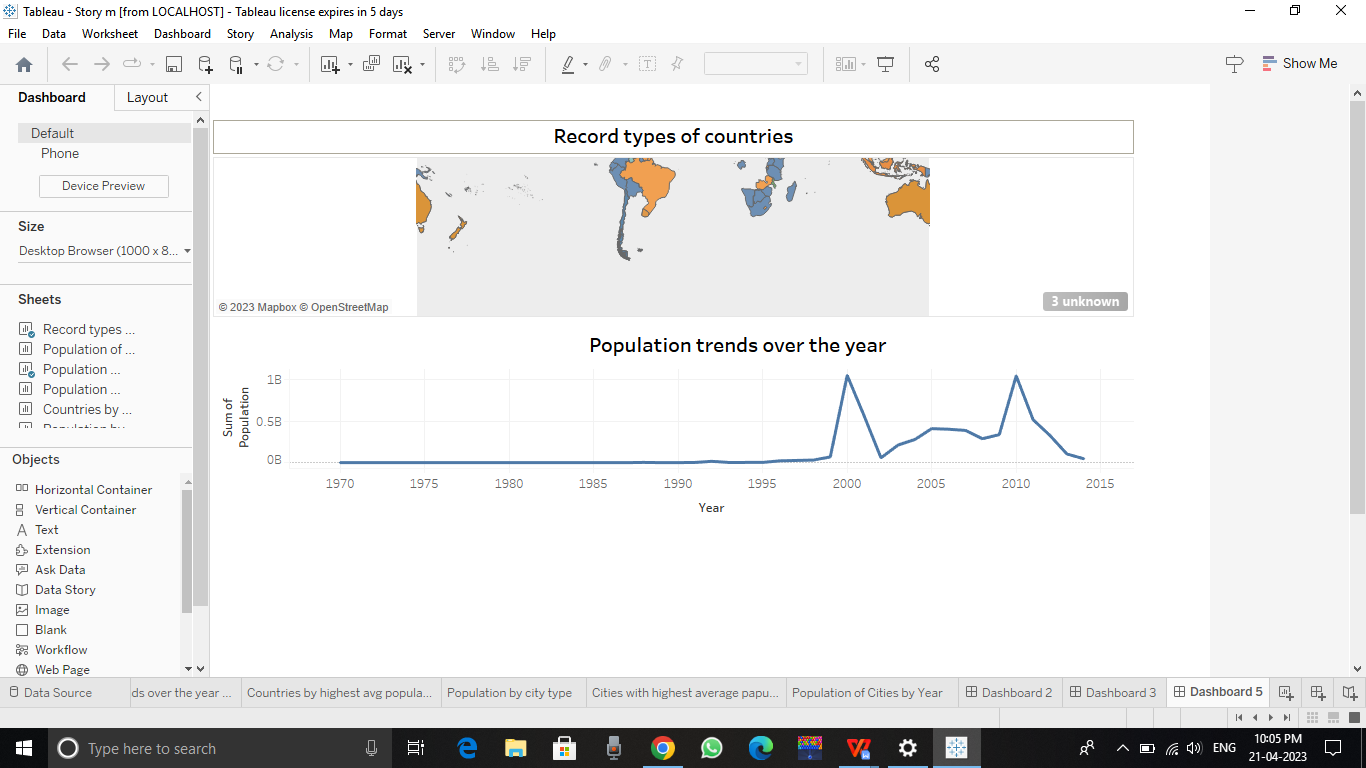 Tableau - Story m [from LOCALHOST] - Tableau license expires in 5 days
File Data Worksheet Dashboard Story Analysis Map Format Server Window Help
Show Me
Dashboard Layout
Default
Phone
Device Preview
Size
Desktop Browser (1000 x 8...
Sheets
Record types ...
Population of ...
Population ...
Population ...
Countries by ...
Objects
Horizontal Container
Vertical Container
Text
Extension
Ask Data
Data Story
Image
Blank
Workflow
Web Page
Record types of countries
© 2023 Mapbox © OpenStreetMap
3 unknown
Population trends over the year
Sum of
Population
1B
0.5B
0B
1970 1975 1980 1985 1990 1995 2000 2005 2010 2015
Year
Data Source ds over the year ... Countries by highest avg popula... Population by city type Cities with highest average papu... Population of Cities by Year Dashboard 2 Dashboard 3 Dashboard 5
Type here to search
ENG
10:05 PM
21-04-2023